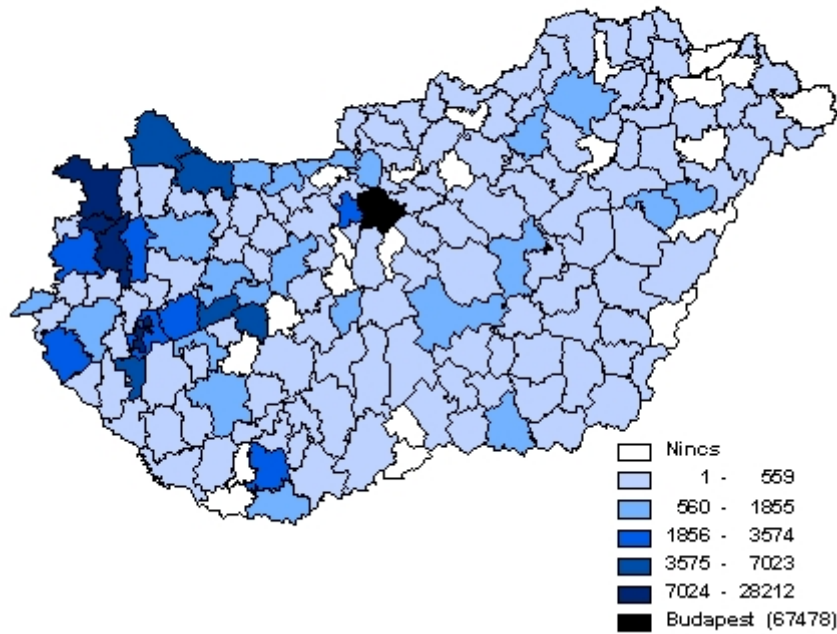 Nincs
1 - 559
560 - 1855
1856 - 3574
3575 - 7023
7024 - 28212
Budapest (67478)